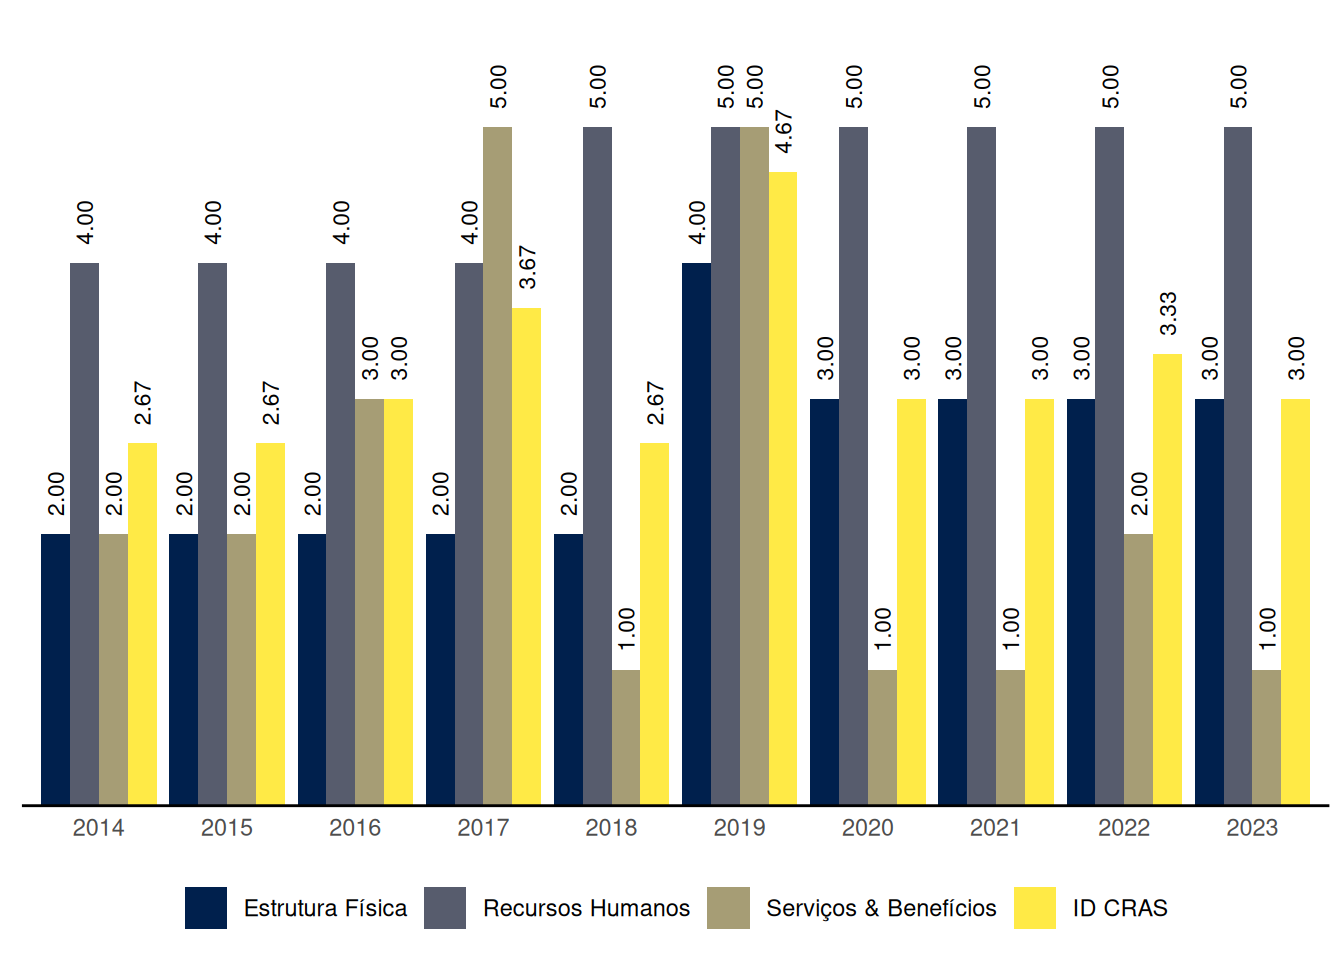 2.00 4.00 2.00 2.67 2.00 4.00 2.00 2.67 2.00 4.00 3.00 3.00 2.00 4.00 5.00 3.67 2.00 5.00 1.00 2.67 4.00 5.00 5.00 4.67 3.00 5.00 1.00 3.00 3.00 5.00 1.00 3.00 3.00 5.00 2.00 3.33 3.00 5.00 1.00 3.00
2014 2015 2016 2017 2018 2019 2020 2021 2022 2023
Estrutura Física Recursos Humanos Serviços & Benefícios ID CRAS